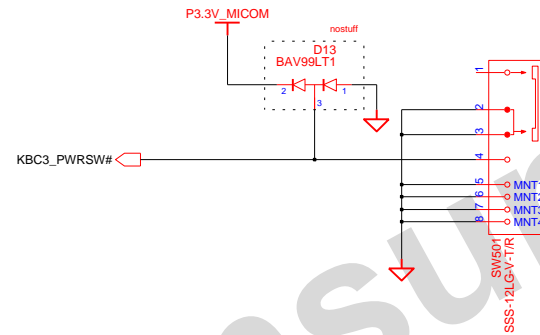 P3.3V_MICOM
nostuff
D13
BAV99LT1
2
1
3
KBC3_PWRSW#
1
2
3
4
5
6
7
8
MNT1
MNT2
MNT3
MNT4
SW501
SSS-12LG-V-T/R